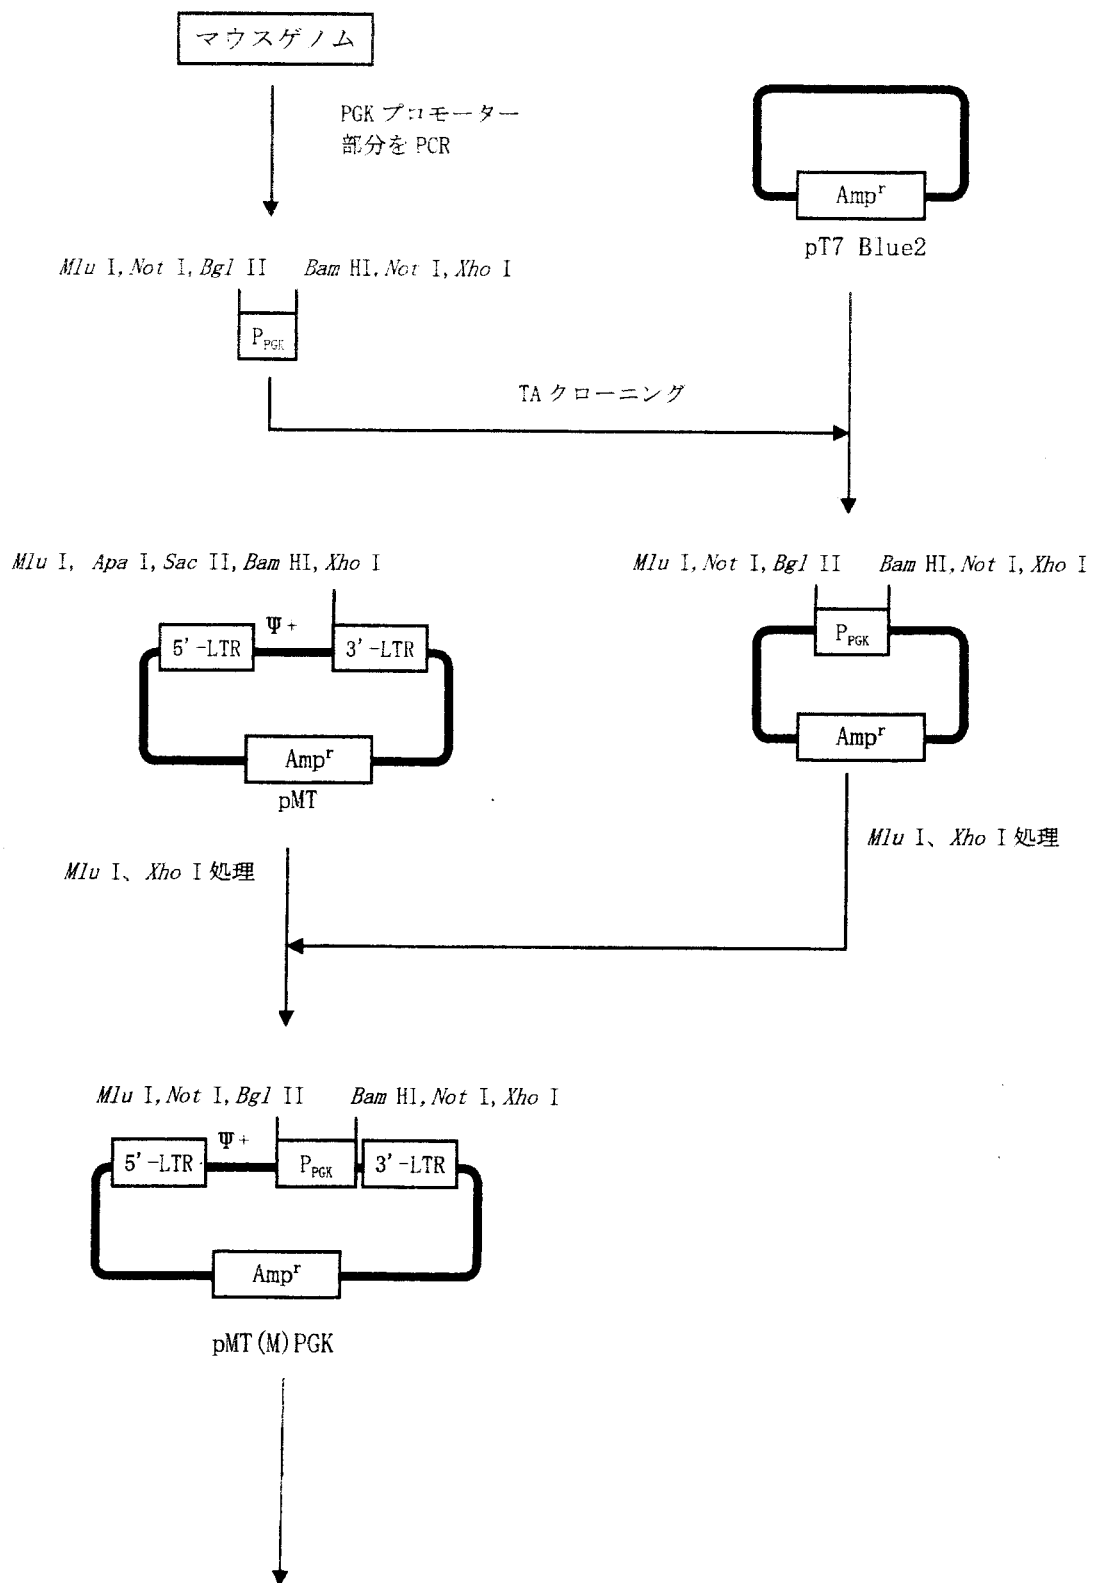 マウスゲノム
PGK プロモーター
部分を PCR
Ampʳ
pT7 Blue2
Mlu I, Not I, Bgl II
Bam HI, Not I, Xho I
P_PGK
TA クローニング
Mlu I, Apa I, Sac II, Bam HI, Xho I
5'-LTR
Ψ+
3'-LTR
Ampʳ
pMT
Mlu I, Not I, Bgl II
Bam HI, Not I, Xho I
P_PGK
Ampʳ
Mlu I、Xho I 処理
Mlu I、Xho I 処理
Mlu I, Not I, Bgl II
Bam HI, Not I, Xho I
5'-LTR
Ψ+
P_PGK
3'-LTR
Ampʳ
pMT(M)PGK